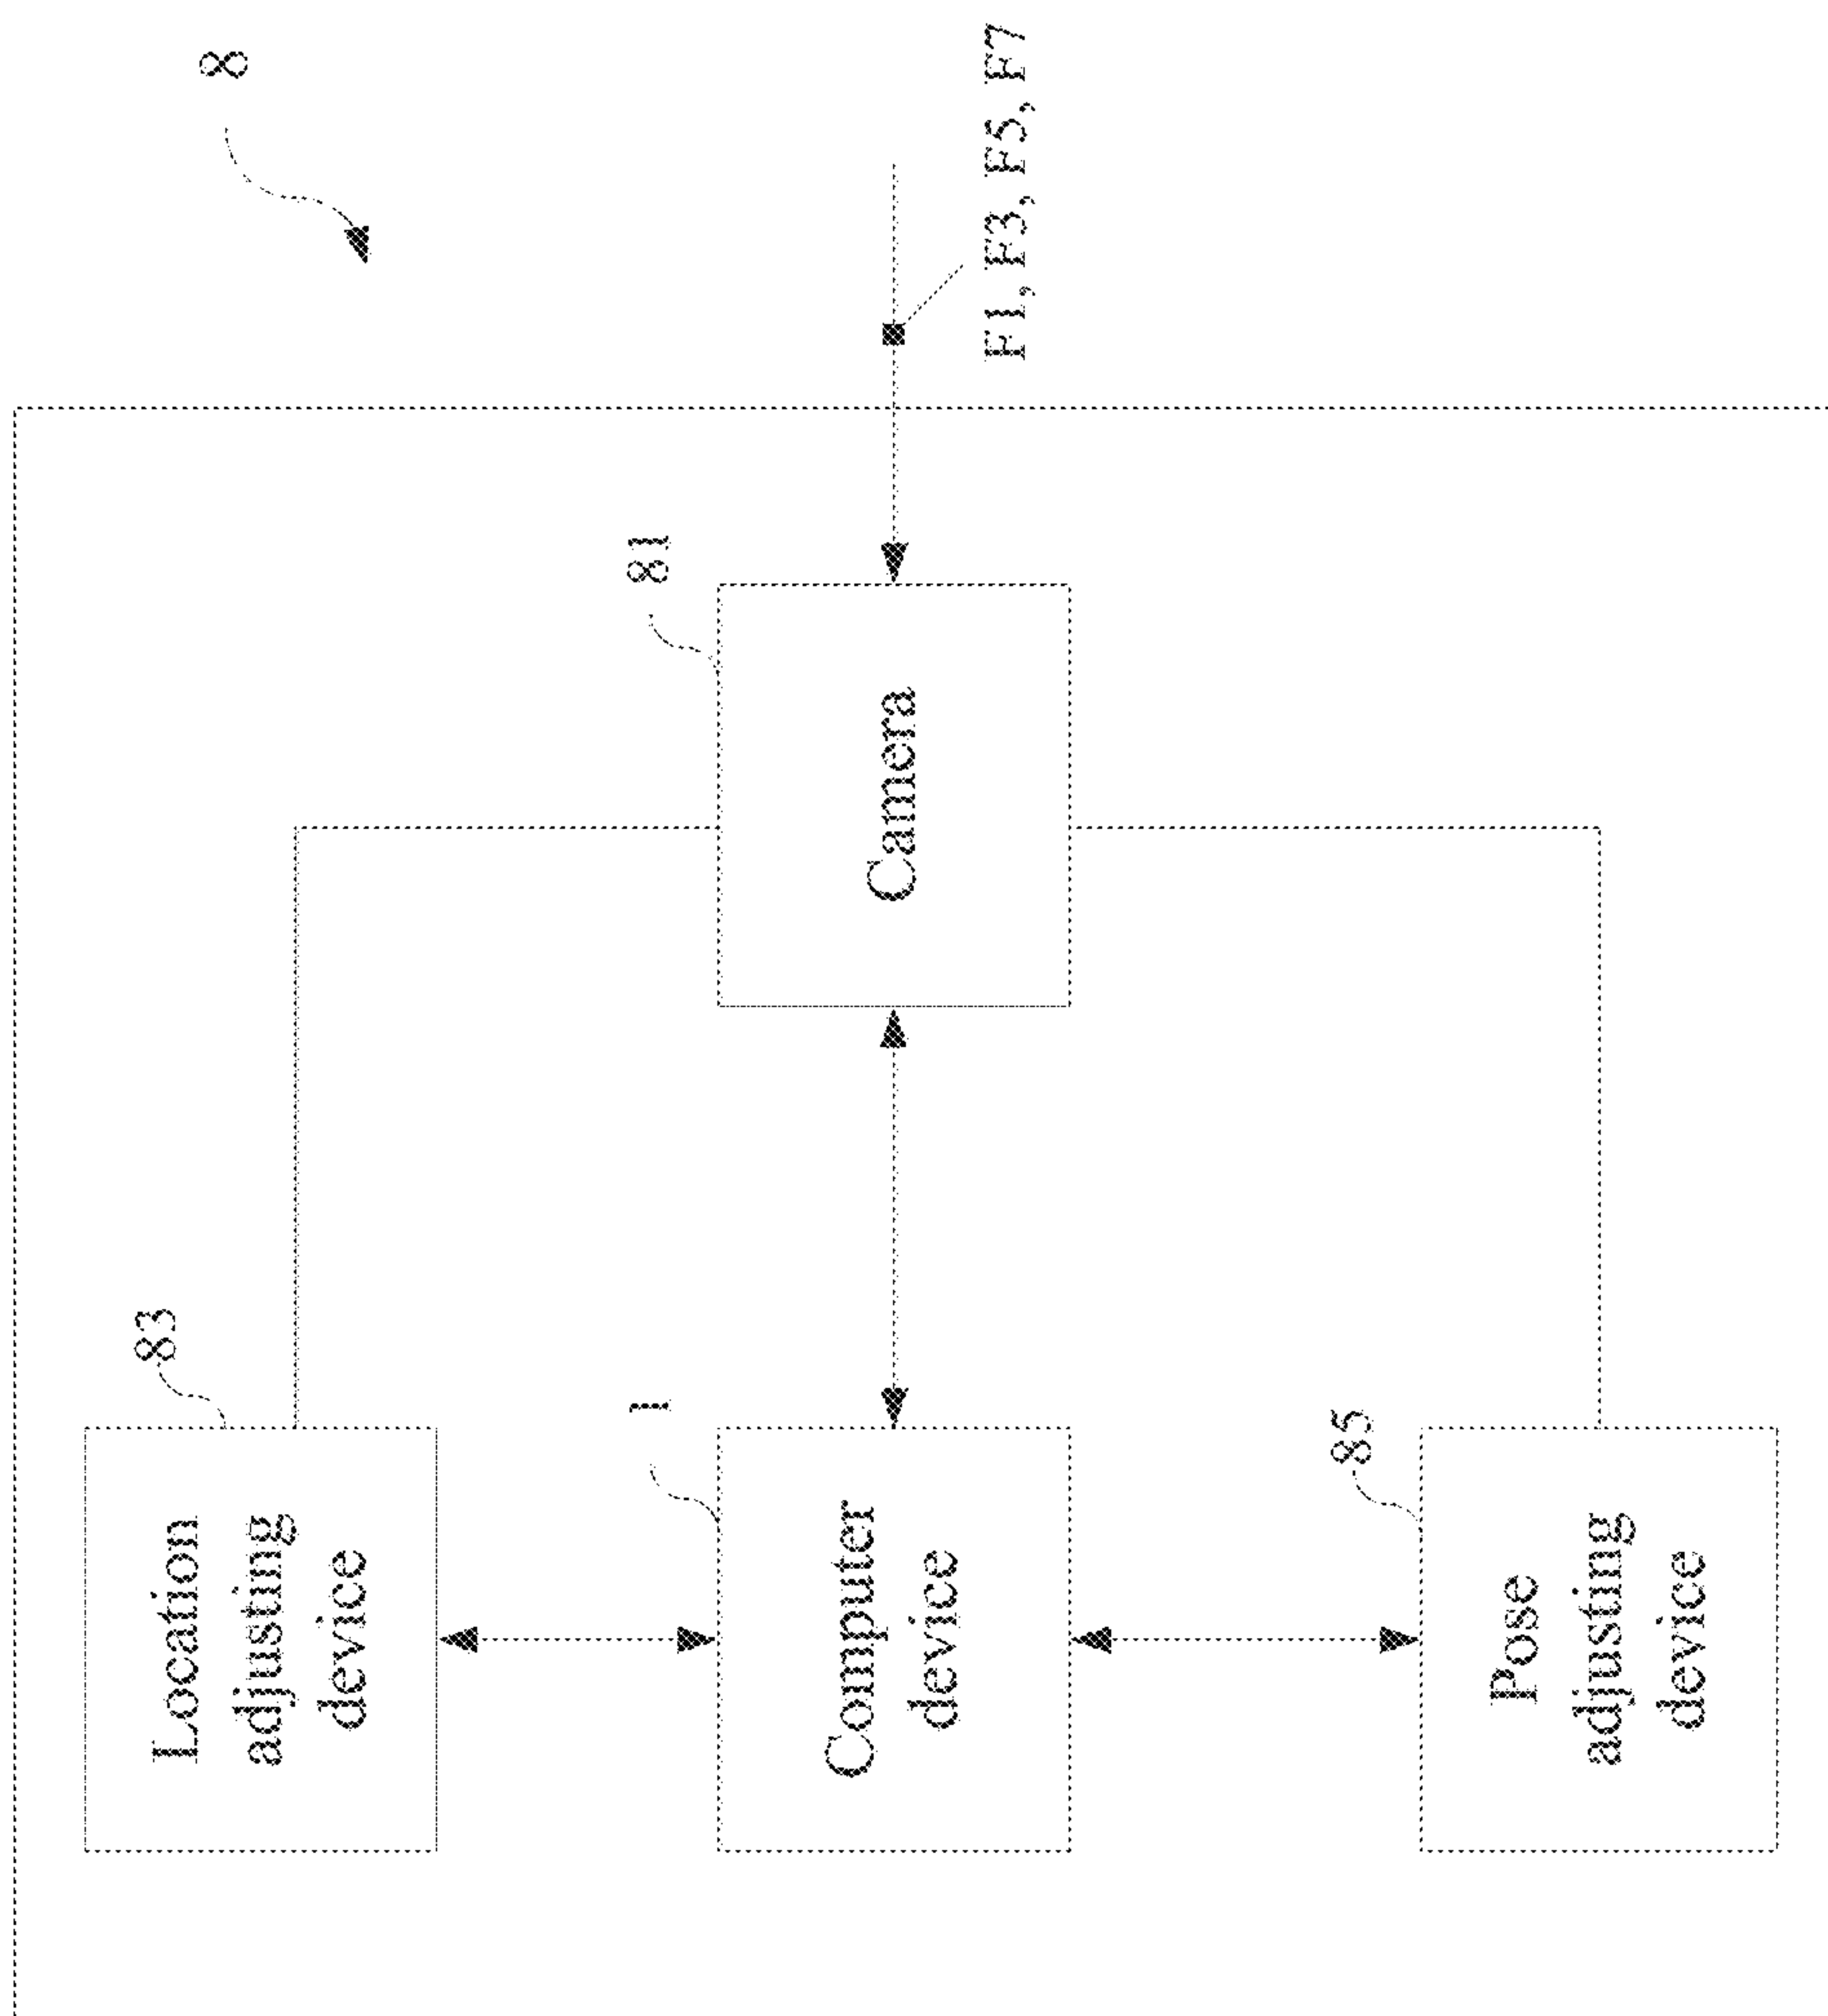 8
F1, F3, F5, F7
81
Camera
83
Location
adjusting
device
1
Computer
device
85
Pose
adjusting
device